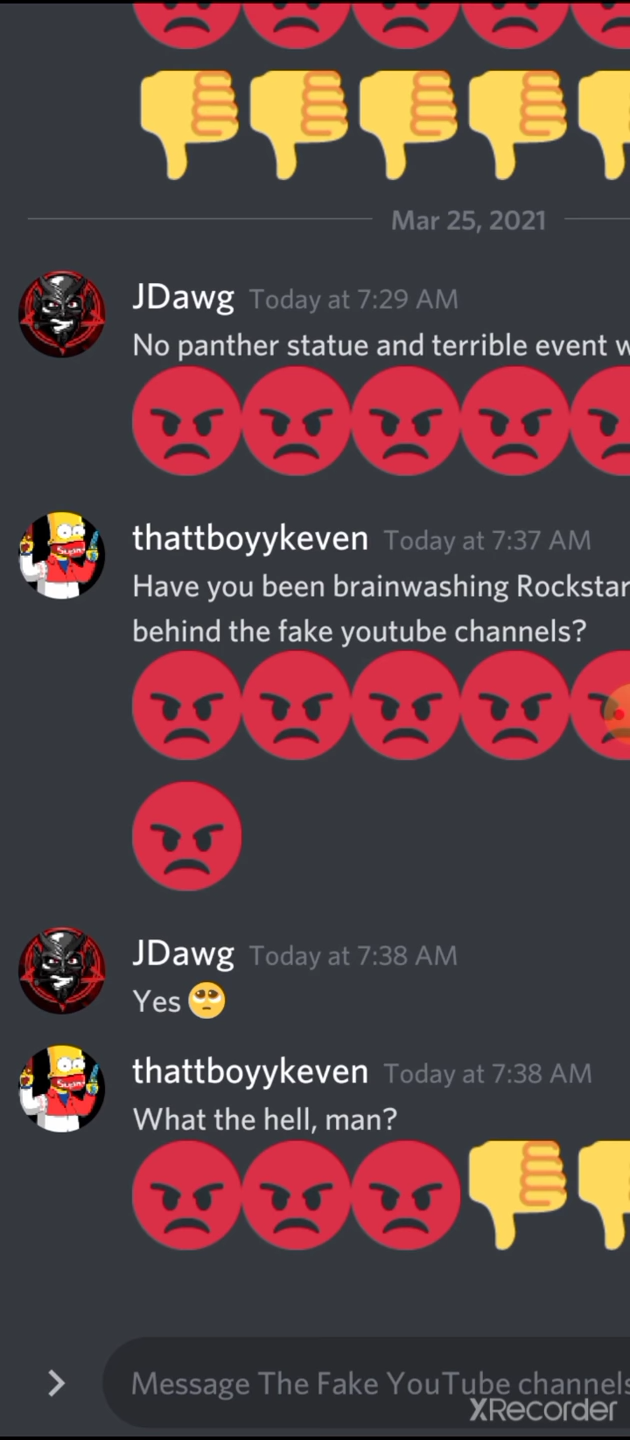 Mar 25, 2021
JDawg Today at 7:29 AM
No panther statue and terrible event w
thattboyykeven Today at 7:37 AM
Have you been brainwashing Rockstar
behind the fake youtube channels?
JDawg Today at 7:38 AM
Yes
thattboyykeven Today at 7:38 AM
What the hell, man?
Message The Fake YouTube channels
XRecorder